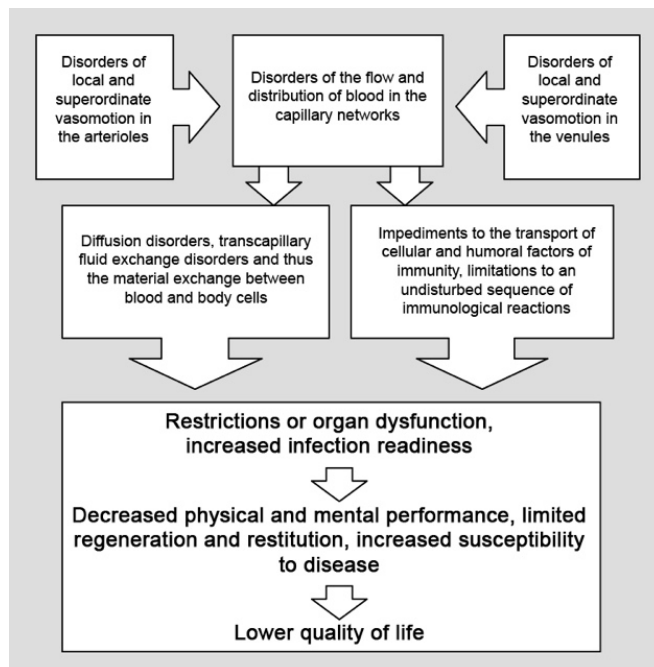 Disorders of
local and
superordinate
vasomotion in
the arterioles
Disorders of the flow and
distribution of blood in the
capillary networks
Disorders of
local and
superordinate
vasomotion in
the venules
Diffusion disorders, transcapillary
fluid exchange disorders and thus
the material exchange between
blood and body cells
Impediments to the transport of
cellular and humoral factors of
immunity, limitations to an
undisturbed sequence of
immunological reactions
Restrictions or organ dysfunction,
increased infection readiness
Decreased physical and mental performance, limited
regeneration and restitution, increased susceptibility
to disease
Lower quality of life